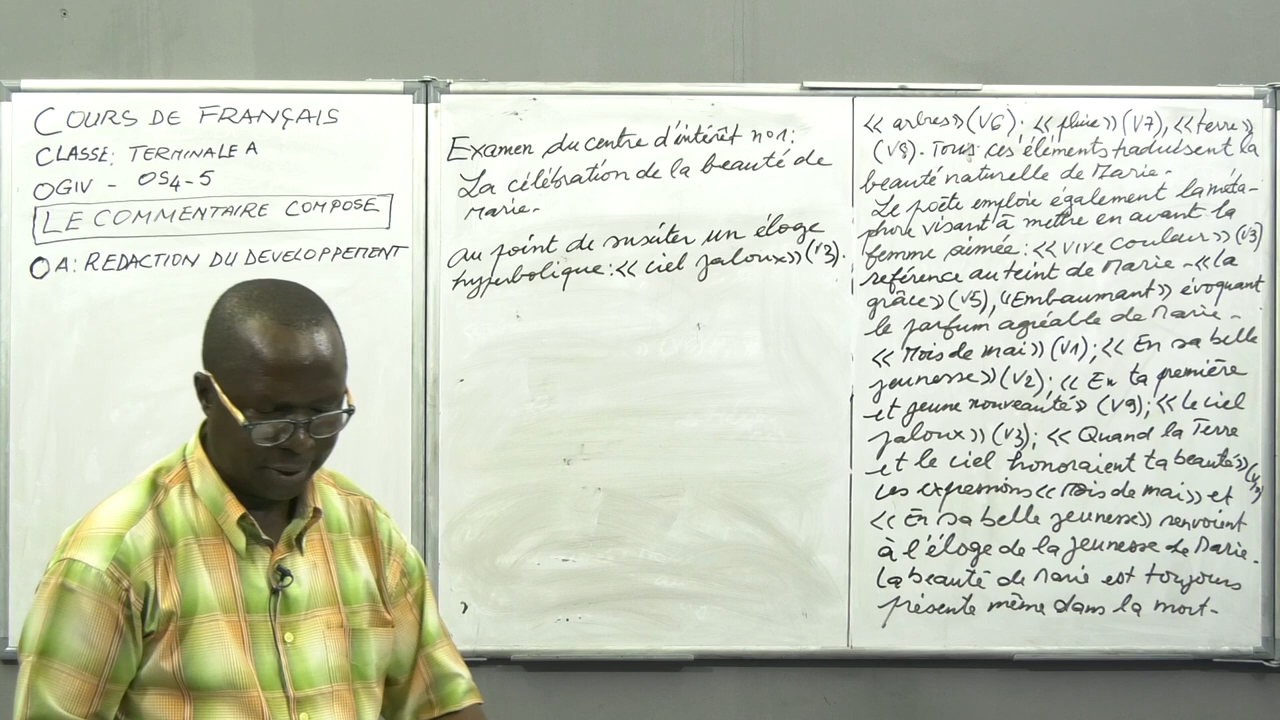 COURS DE FRANÇAIS
CLASSE: TERMINALE A
OGIV - OS4-5
LE COMMENTAIRE COMPOSE
OA: REDACTION DU DEVELOPPEMENT
Examen du centre d'intérêt n°1:
La célébration de la beauté de
Marie.
au point de susciter un éloge
hyperbolique: << ciel jaloux >> (v3).
<< arbres >> (v6); << pluie >> (v7), << terre >>
(v8). Tous ces éléments traduisent la
beauté naturelle de Marie.
Le poète emploie également la méta-
phore visant à mettre en avant la
femme aimée: << vive couleur >> (v3)
référence au teint de Marie - << la
grâce >> (v5), "Embaumant >> évoquant
le parfum agréable de Marie -
<< Mois de mai >> (v1); << En sa belle
jeunesse >> (v2); << En ta première
et jeune nouveauté >> (v9); << le ciel
jaloux >> (v3); << Quand la Terre
et le ciel honoraient ta beauté >>
Les expressions << Mois de mai >> et
<< En sa belle jeunesse >> renvoient
à l'éloge de la jeunesse de Marie.
La beauté de Marie est toujours
présente même dans la mort.